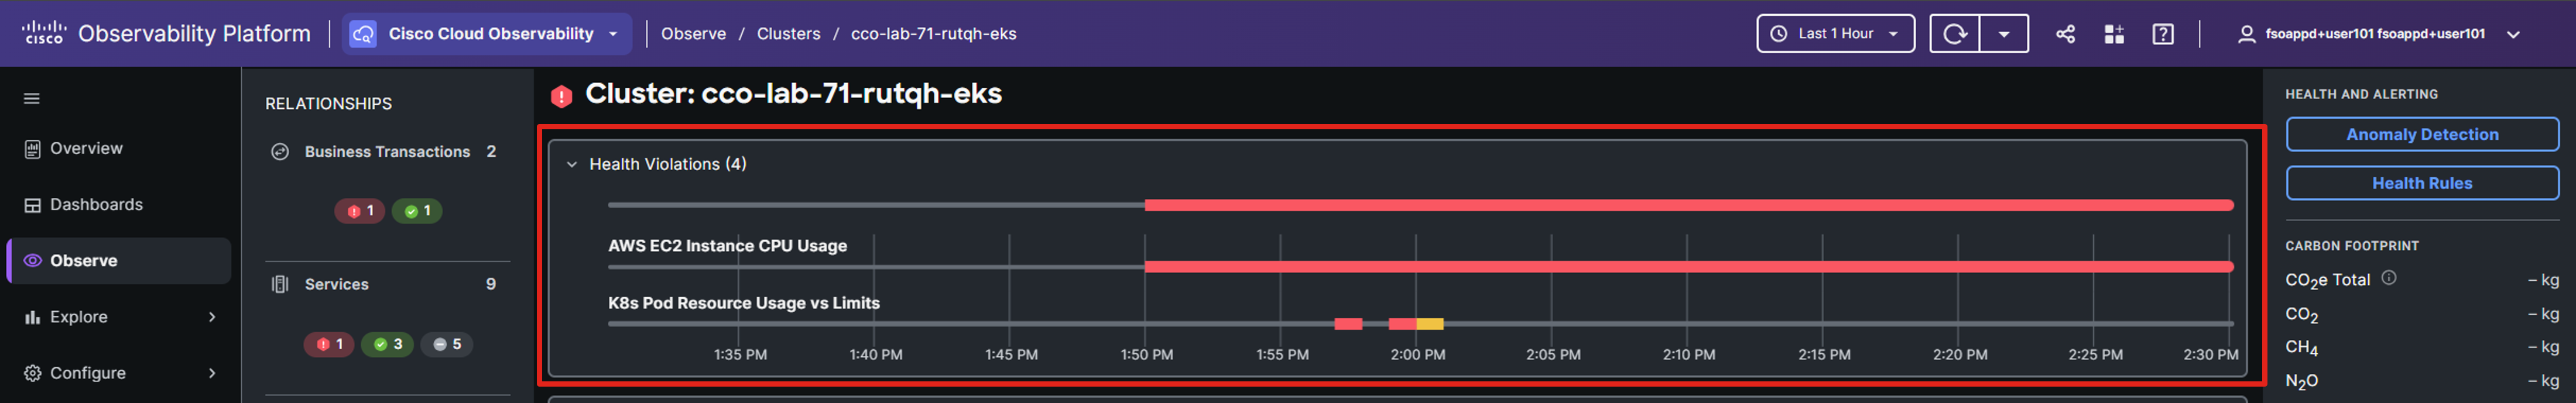 cisco Observability Platform
Cisco Cloud Observability
Observe / Clusters / cco-lab-71-rutqh-eks
Last 1 Hour
?
fsoappd+user101 fsoappd+user101
Overview
Dashboards
Observe
Explore
Configure
RELATIONSHIPS
Business Transactions 2
1 1
Services 9
1 3 5
Cluster: cco-lab-71-rutqh-eks
Health Violations (4)
AWS EC2 Instance CPU Usage
K8s Pod Resource Usage vs Limits
1:35 PM 1:40 PM 1:45 PM 1:50 PM 1:55 PM 2:00 PM 2:05 PM 2:10 PM 2:15 PM 2:20 PM 2:25 PM 2:30 PM
HEALTH AND ALERTING
Anomaly Detection
Health Rules
CARBON FOOTPRINT
CO2e Total – kg
CO2 – kg
CH4 – kg
N2O – kg